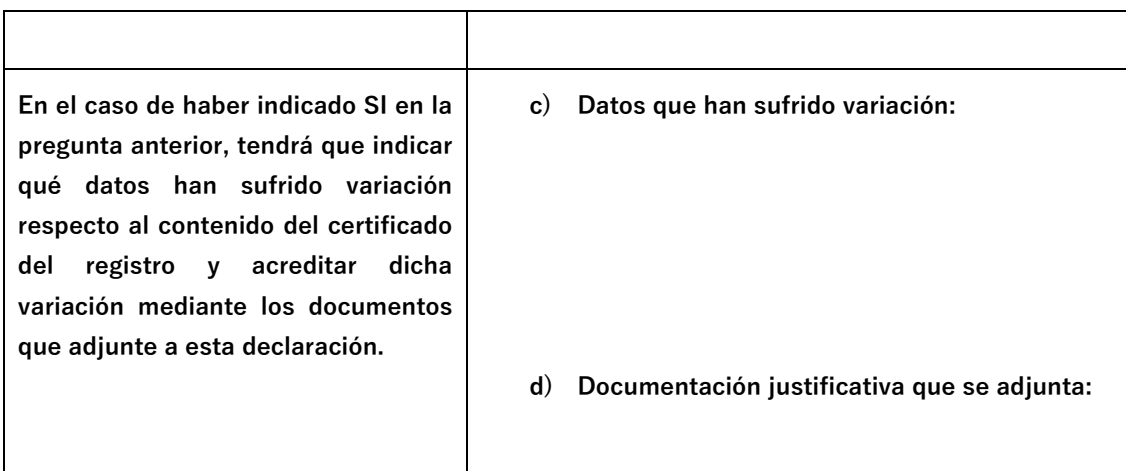 En el caso de haber indicado SI en la
pregunta anterior, tendrá que indicar
qué datos han sufrido variación
respecto al contenido del certificado
del registro y acreditar dicha
variación mediante los documentos
que adjunte a esta declaración.
c) Datos que han sufrido variación:
d) Documentación justificativa que se adjunta: